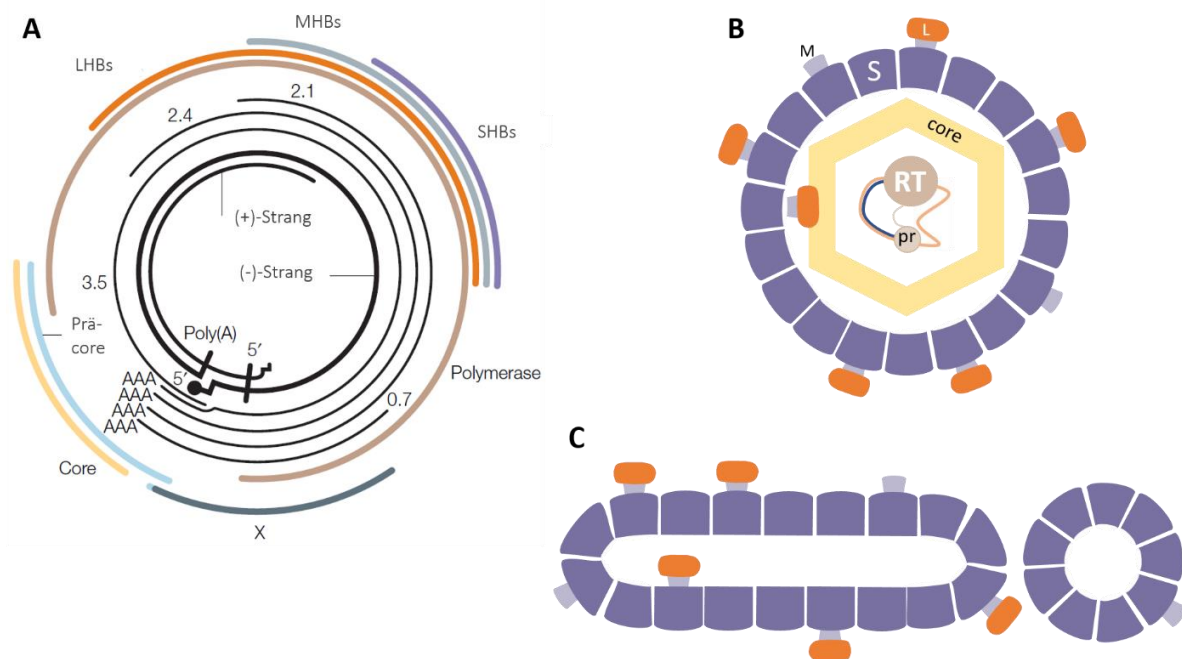 A
MHBs
LHBs
2.1
2.4
SHBs
(+)-Strang
(-)-Strang
3.5
Prä-
core
Poly(A)
5′
5′
Polymerase
AAA
AAA
AAA
AAA
0.7
Core
X
B
L
M
S
core
RT
pr
C